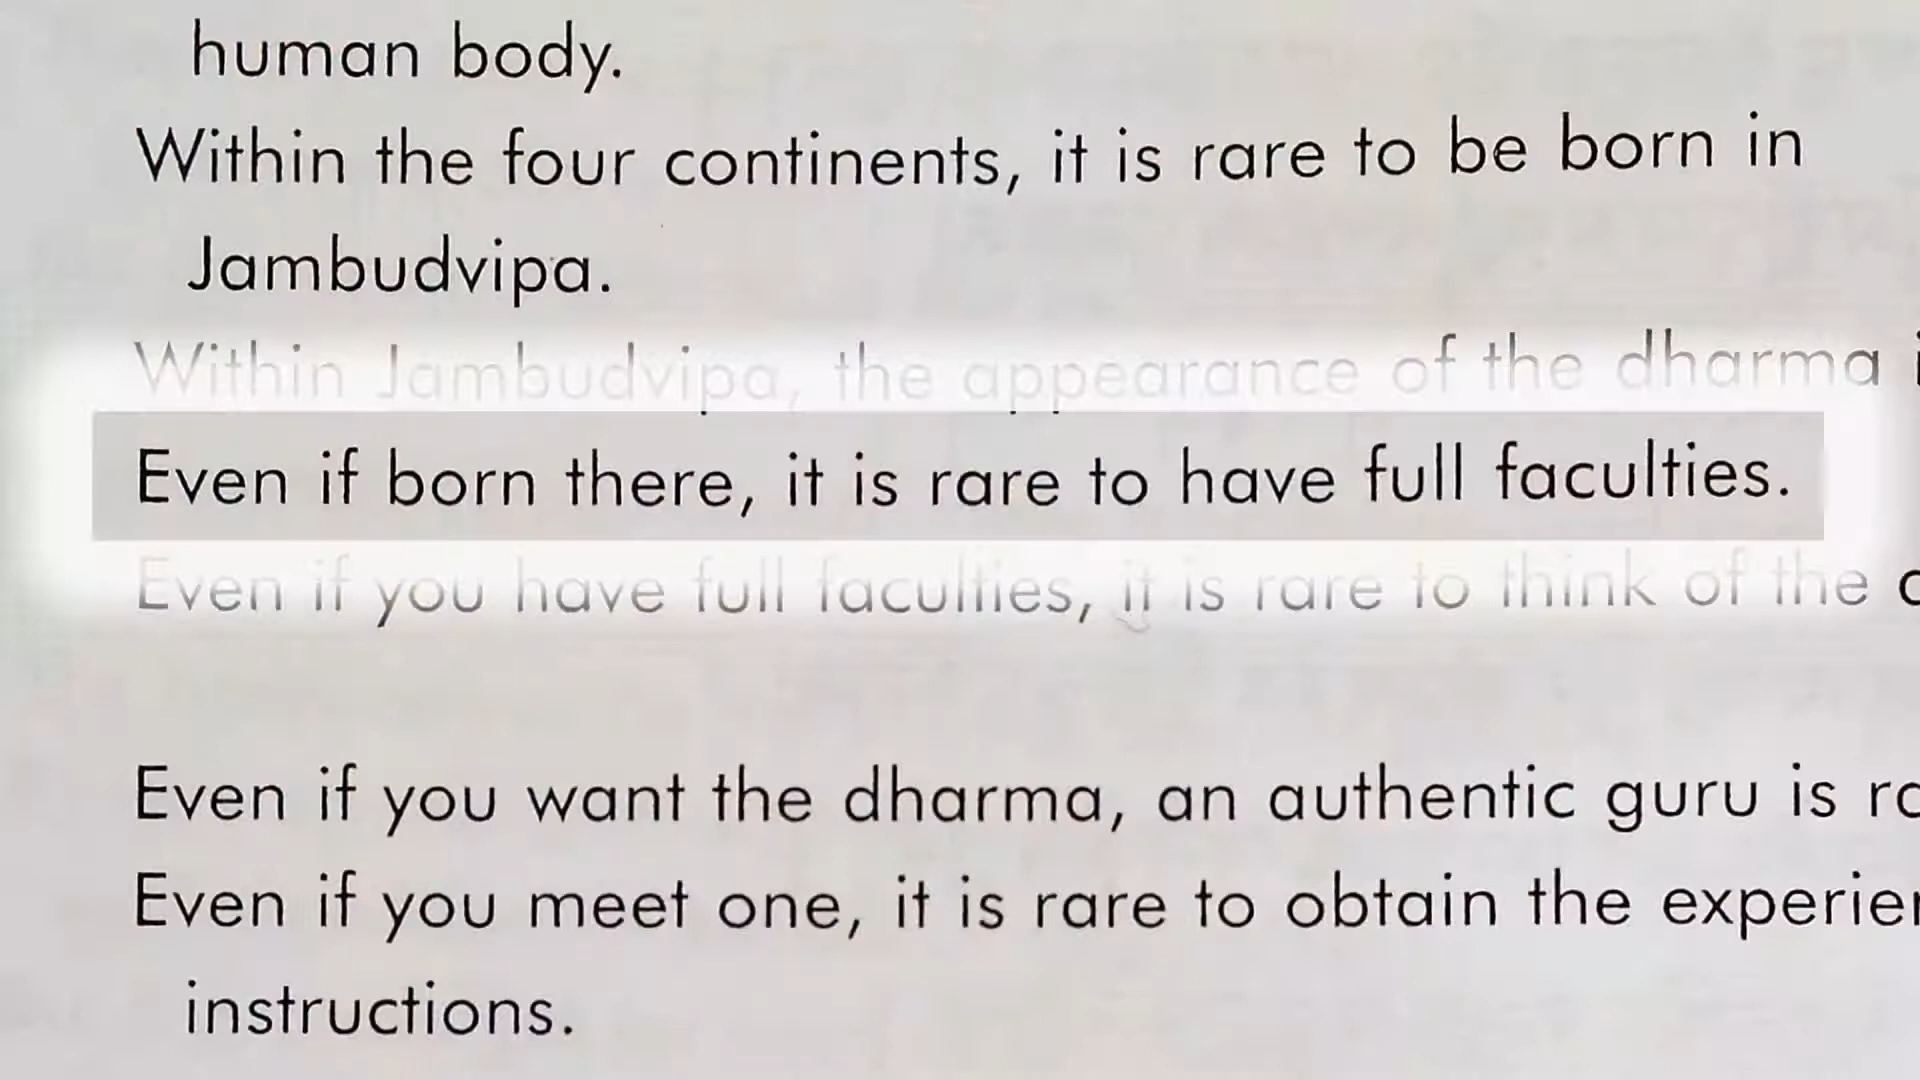 human body.
Within the four continents, it is rare to be born in
Jambudvipa.
Within Jambudvipa, the appearance of the dharma
Even if born there, it is rare to have full faculties.
Even if you have full faculties, it is rare to think of the
Even if you want the dharma, an authentic guru is
Even if you meet one, it is rare to obtain the
instructions.